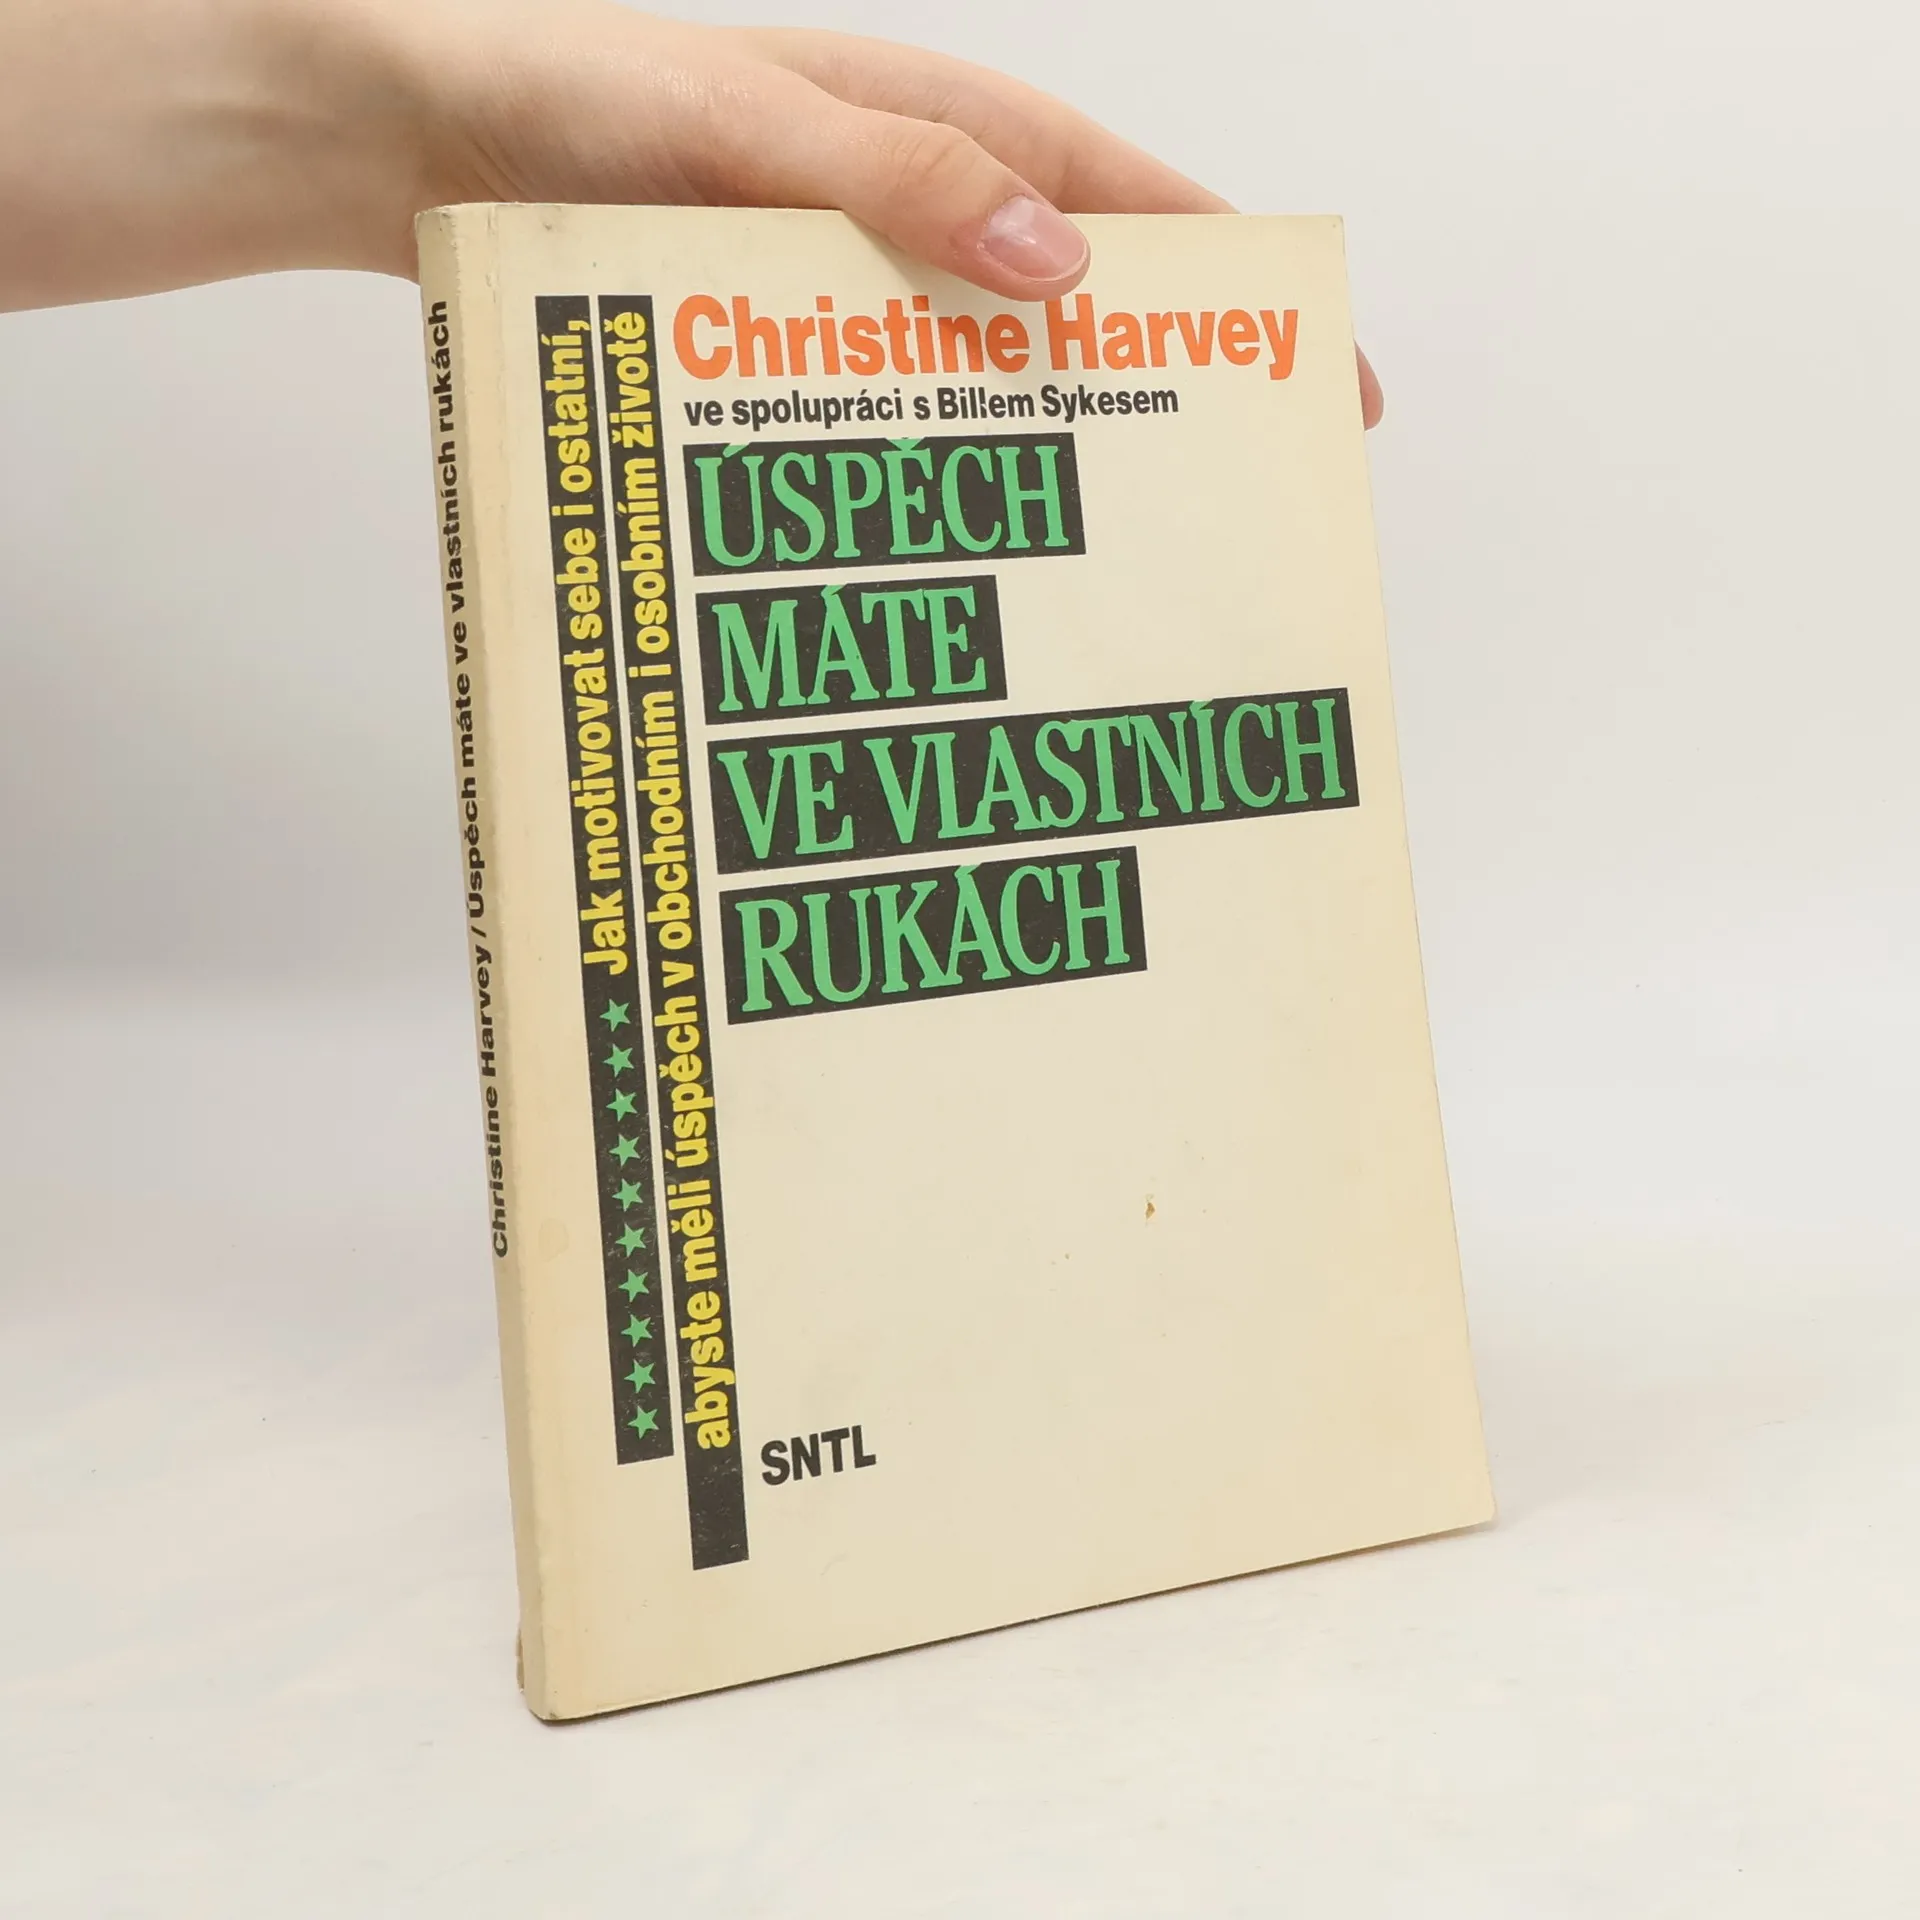 Christine Harvey / Úspěch máte ve vlastních rukách
Jak motivovat sebe i ostatní,
abyste měli úspěch v obchodním i osobním životě
Christine Harvey
ve spolupráci s Billem Sykesem
ÚSPĚCH
MÁTE
VE VLASTNÍCH
RUKÁCH
SNTL